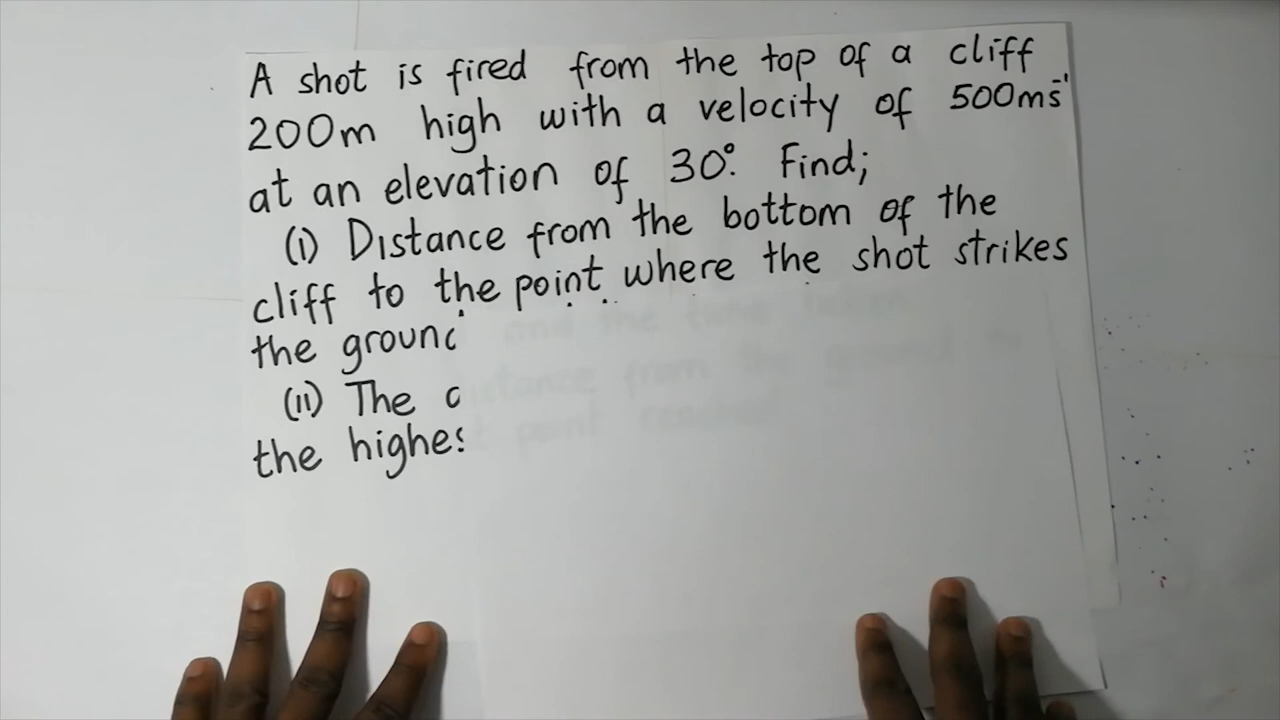 A shot is fired from the top of a cliff
200m high with a velocity of 500ms⁻¹
at an elevation of 30°. Find;
(i) Distance from the bottom of the
cliff to the point where the shot strikes
the
(ii) The
the